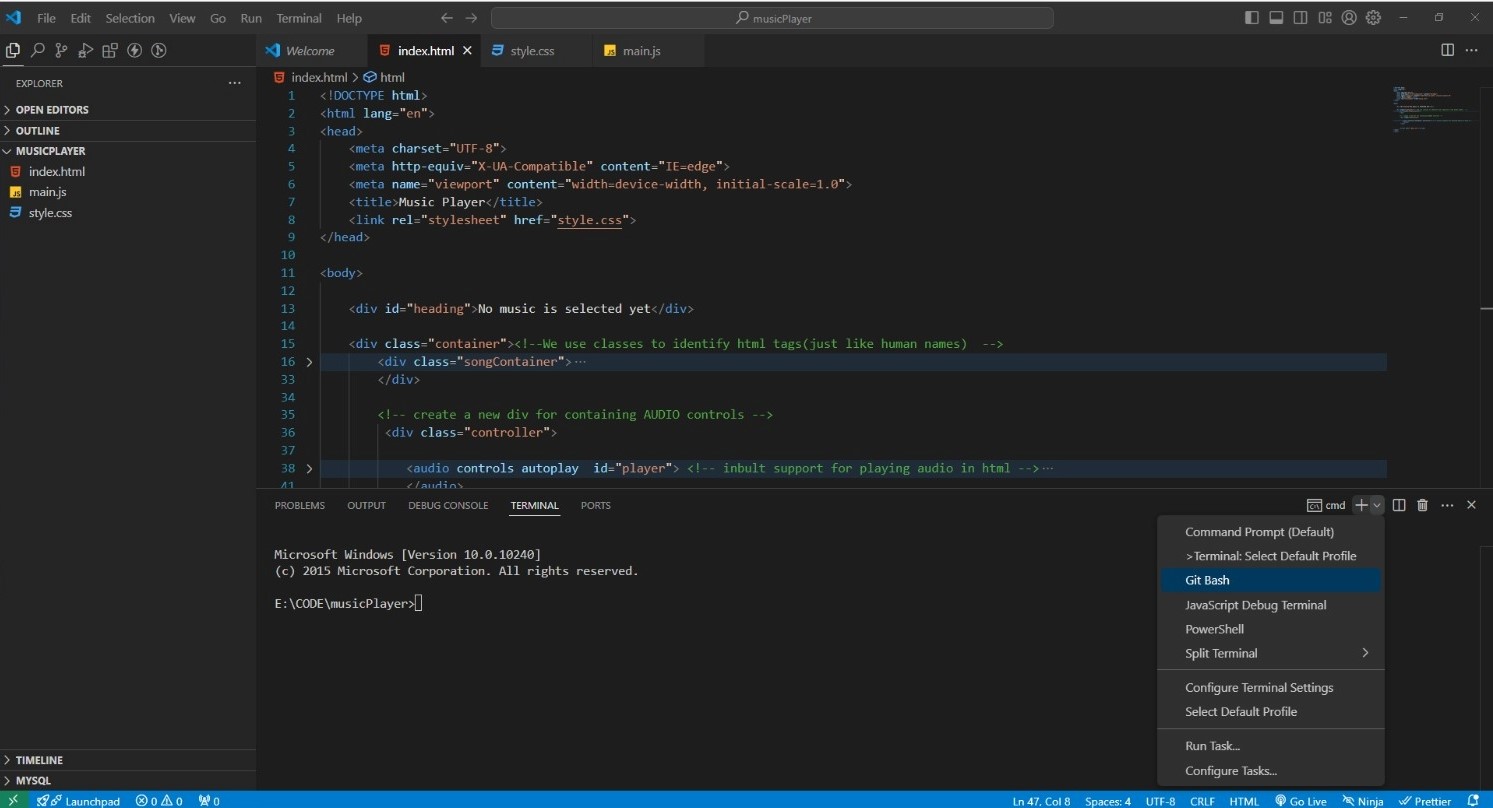 File Edit Selection View Go Run Terminal Help musicPlayer
Welcome index.html style.css JS main.js
EXPLORER
OPEN EDITORS
OUTLINE
MUSICPLAYER
index.html
JS main.js
style.css
TIMELINE
MYSQL
index.html > html
1 <!DOCTYPE html>
2 <html lang="en">
3 <head>
4 <meta charset="UTF-8">
5 <meta http-equiv="X-UA-Compatible" content="IE=edge">
6 <meta name="viewport" content="width=device-width, initial-scale=1.0">
7 <title>Music Player</title>
8 <link rel="stylesheet" href="style.css">
9 </head>
10
11 <body>
12
13 <div id="heading">No music is selected yet</div>
14
15 <div class="container"><!--We use classes to identify html tags(just like human names)  -->
16 <div class="songContainer">···
33 </div>
34
35 <!-- create a new div for containing AUDIO controls -->
36 <div class="controller">
37
38 <audio controls autoplay  id="player"> <!-- inbult support for playing audio in html -->···
41 </audio>
PROBLEMS OUTPUT DEBUG CONSOLE TERMINAL PORTS cmd
Microsoft Windows [Version 10.0.10240]
(c) 2015 Microsoft Corporation. All rights reserved.
E:\CODE\musicPlayer>
Command Prompt (Default)
>Terminal: Select Default Profile
Git Bash
JavaScript Debug Terminal
PowerShell
Split Terminal
Configure Terminal Settings
Select Default Profile
Run Task...
Configure Tasks...
Launchpad 0 0 0 Ln 47, Col 8 Spaces: 4 UTF-8 CRLF HTML Go Live Ninja Prettier